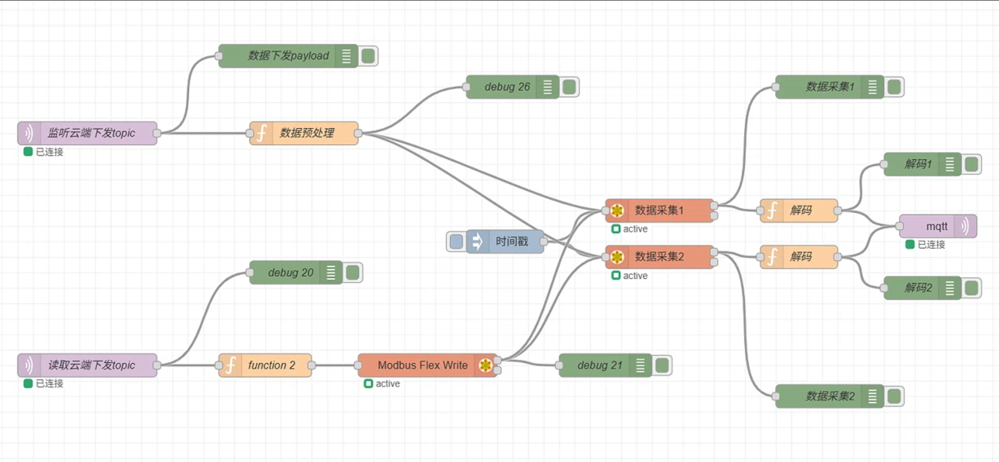 数据下发payload
debug 26
数据采集1
监听云端下发topic
数据预处理
已连接
解码1
数据采集1
解码
mqtt
active
已连接
时间戳
数据采集2
解码
active
debug 20
解码2
读取云端下发topic
function 2
Modbus Flex Write
debug 21
已连接
active
数据采集2